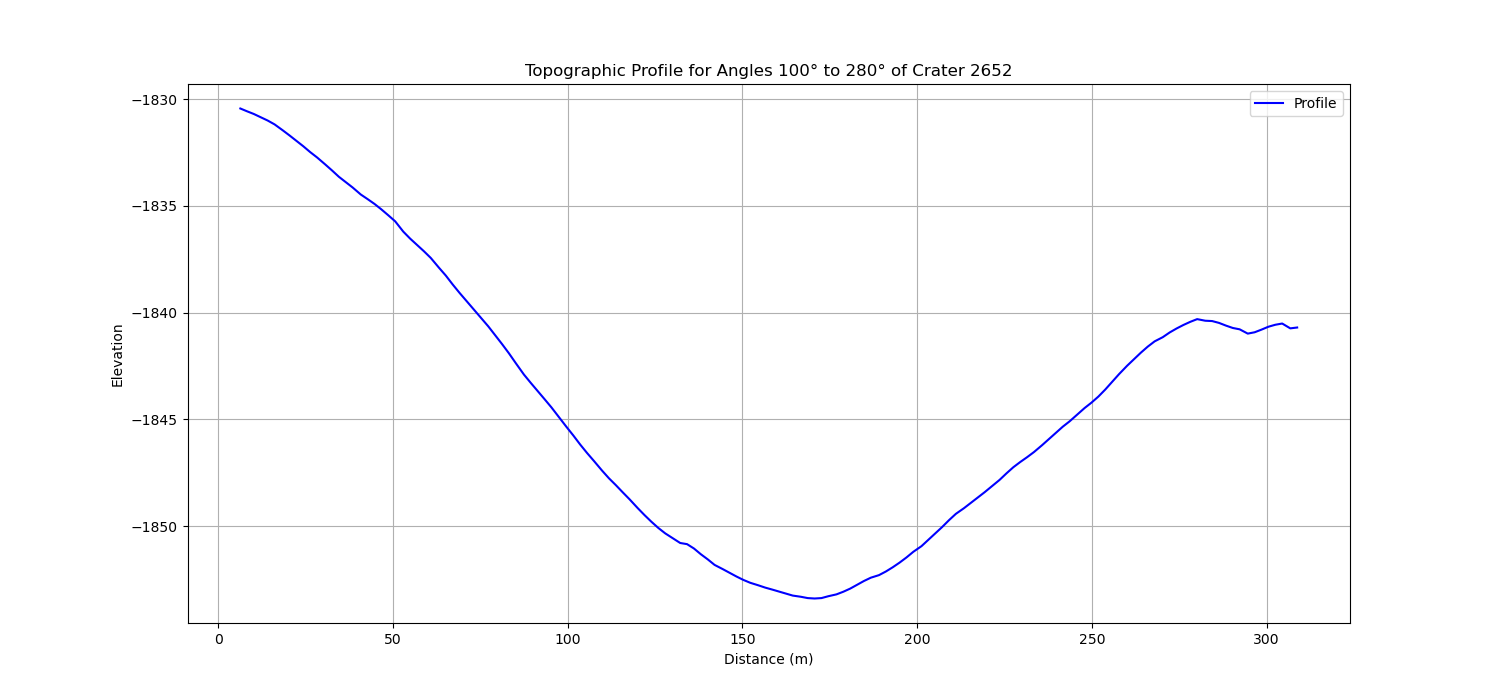 Topographic Profile for Angles 100° to 280° of Crater 2652
Profile
−1830
−1835
−1840
−1845
−1850
Elevation
0 50 100 150 200 250 300
Distance (m)